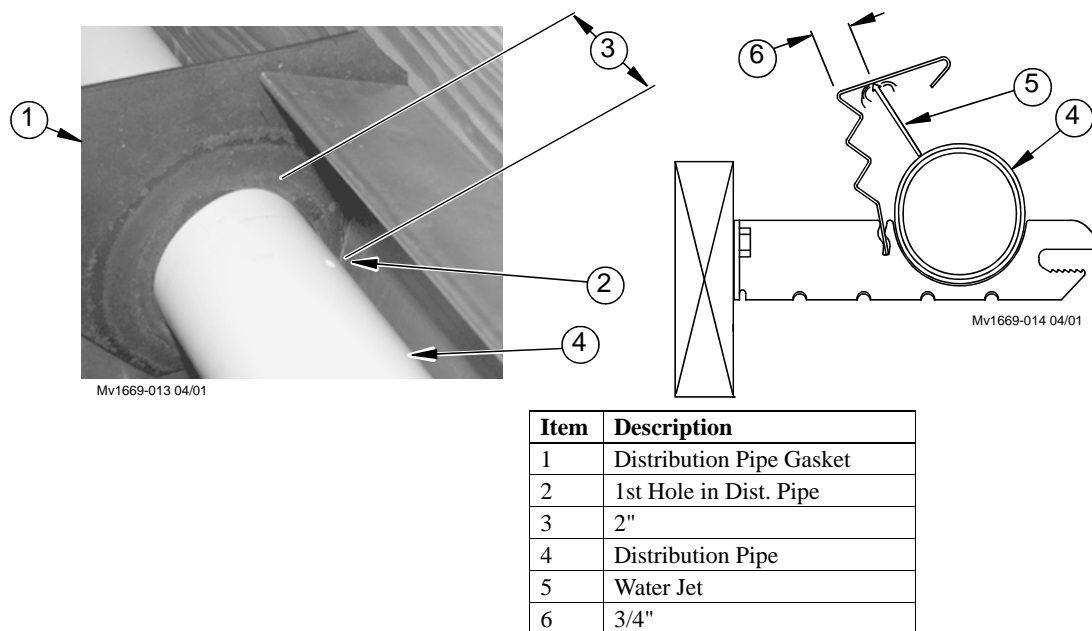 1
3
2
4
Mv1669-013 04/01
6
5
4
Mv1669-014 04/01
Item Description
1 Distribution Pipe Gasket
2 1st Hole in Dist. Pipe
3 2"
4 Distribution Pipe
5 Water Jet
6 3/4"